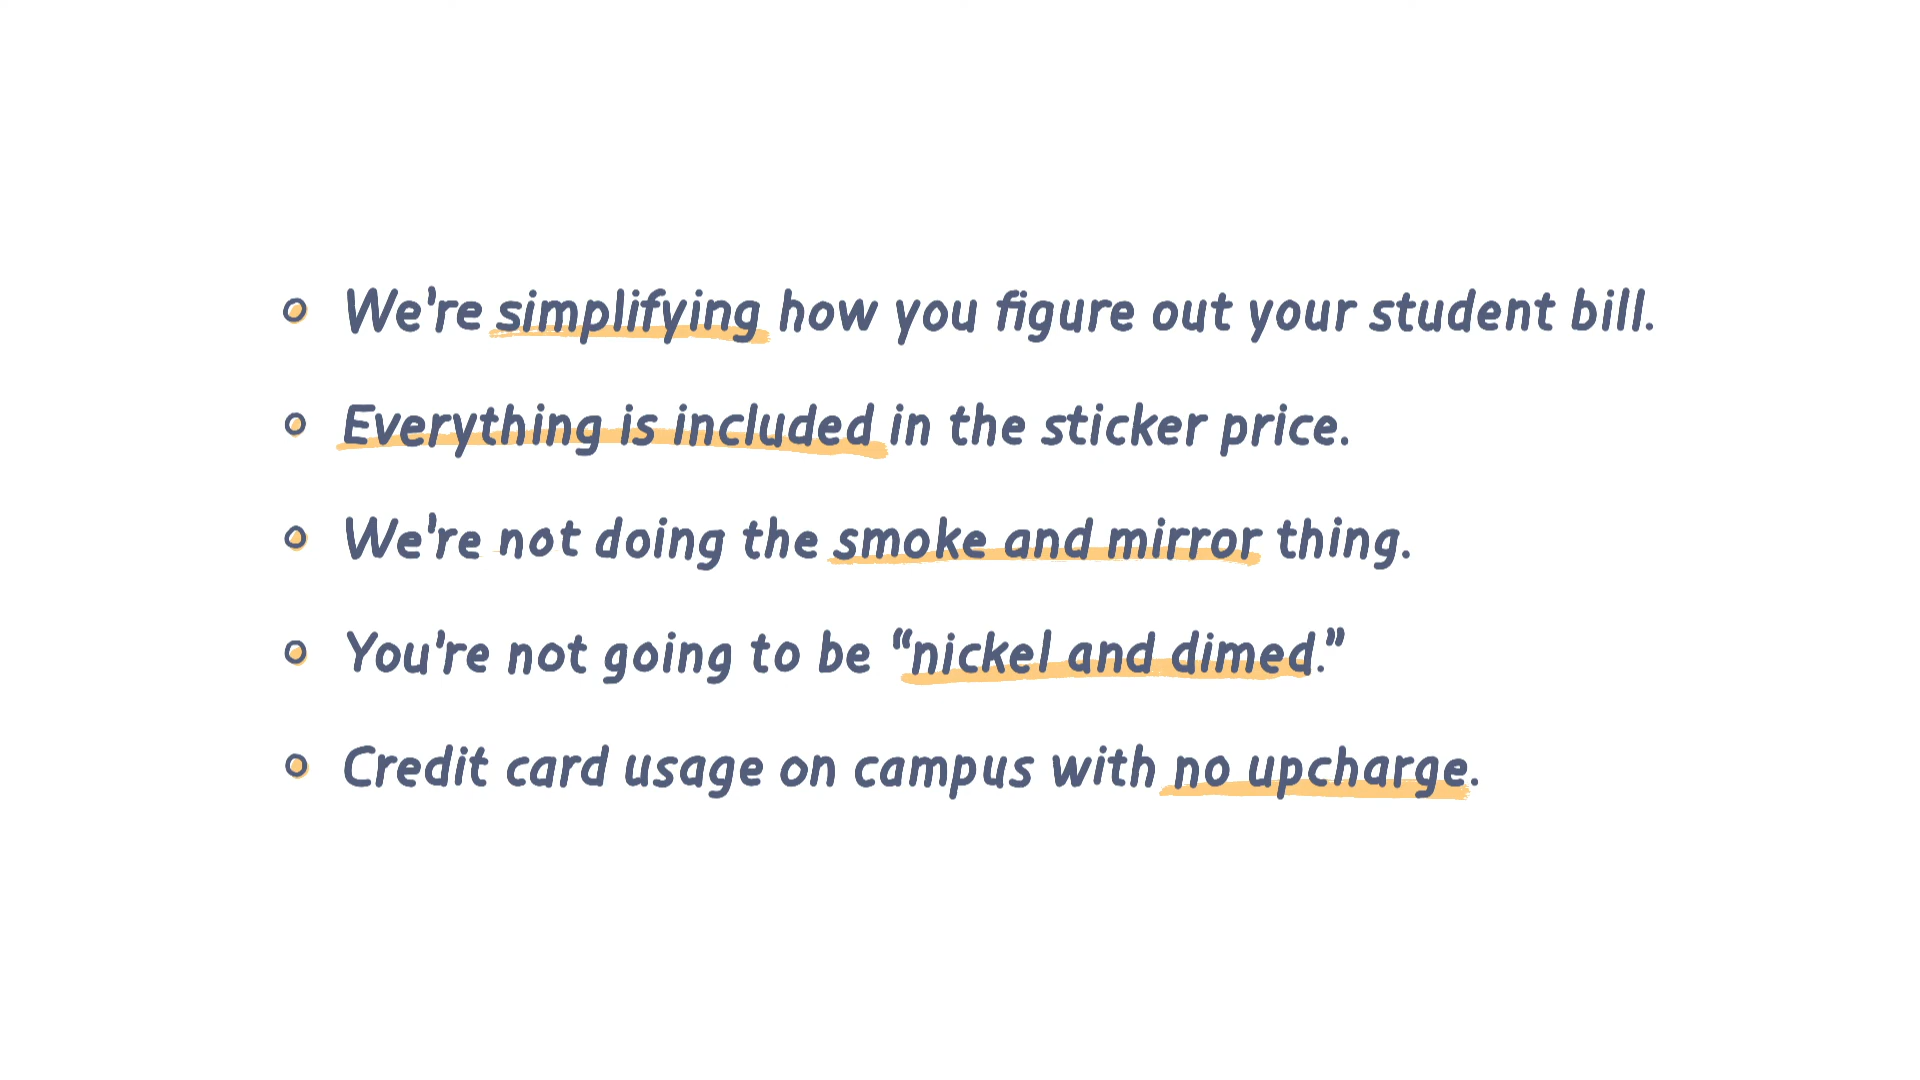 We're simplifying how you figure out your student bill.
Everything is included in the sticker price.
We're not doing the smoke and mirror thing.
You're not going to be “nickel and dimed.”
Credit card usage on campus with no upcharge.